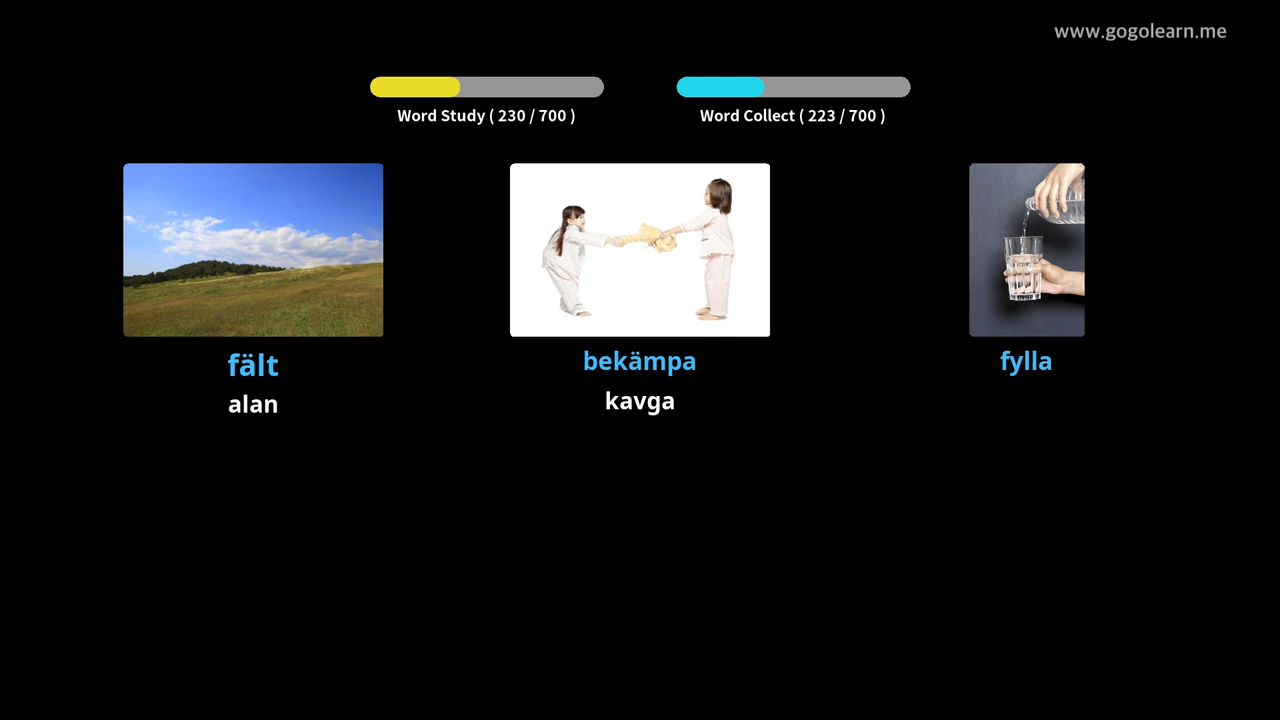 www.gogolearn.me
Word Study ( 230 / 700 )
Word Collect ( 223 / 700 )
fält
bekämpa
fylla
alan
kavga